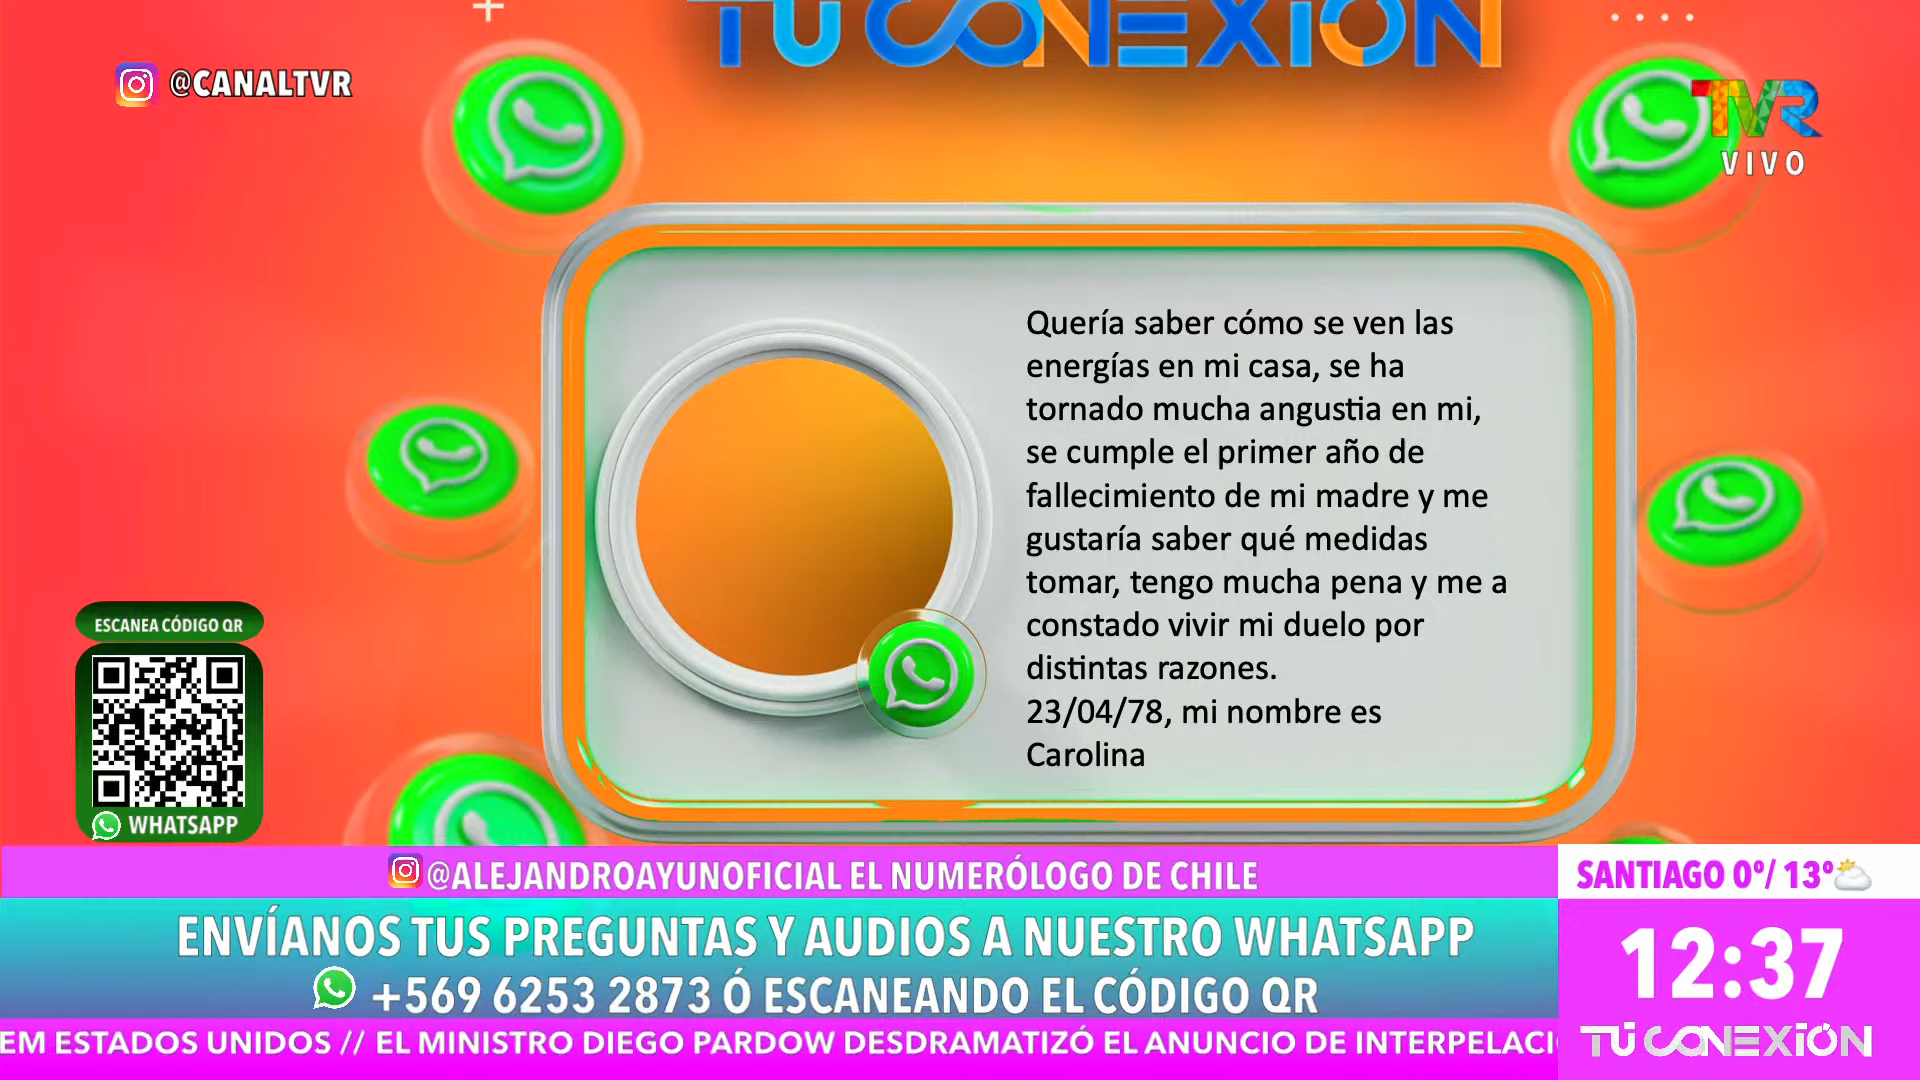 TU CONEXIÓN
@CANALTVR
TVR
VIVO
Quería saber cómo se ven las
energías en mi casa, se ha
tornado mucha angustia en mi,
se cumple el primer año de
fallecimiento de mi madre y me
gustaría saber qué medidas
tomar, tengo mucha pena y me a
constado vivir mi duelo por
distintas razones.
23/04/78, mi nombre es
Carolina
ESCANEA CÓDIGO QR
WHATSAPP
@ALEJANDROAYUNOFICIAL EL NUMERÓLOGO DE CHILE
SANTIAGO 0º/ 13º
ENVÍANOS TUS PREGUNTAS Y AUDIOS A NUESTRO WHATSAPP
+569 6253 2873 Ó ESCANEANDO EL CÓDIGO QR
12:37
EM ESTADOS UNIDOS // EL MINISTRO DIEGO PARDOW DESDRAMATIZÓ EL ANUNCIO DE INTERPELACI
TU CONEXIÓN